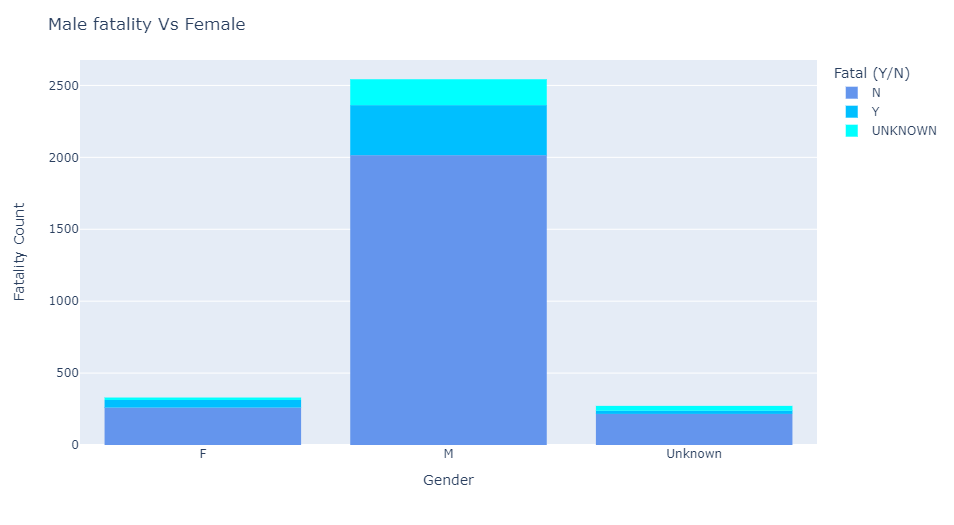 Male fatality Vs Female
Fatal (Y/N)
N
Y
UNKNOWN
Fatality Count
2500
2000
1500
1000
500
0
F
M
Unknown
Gender